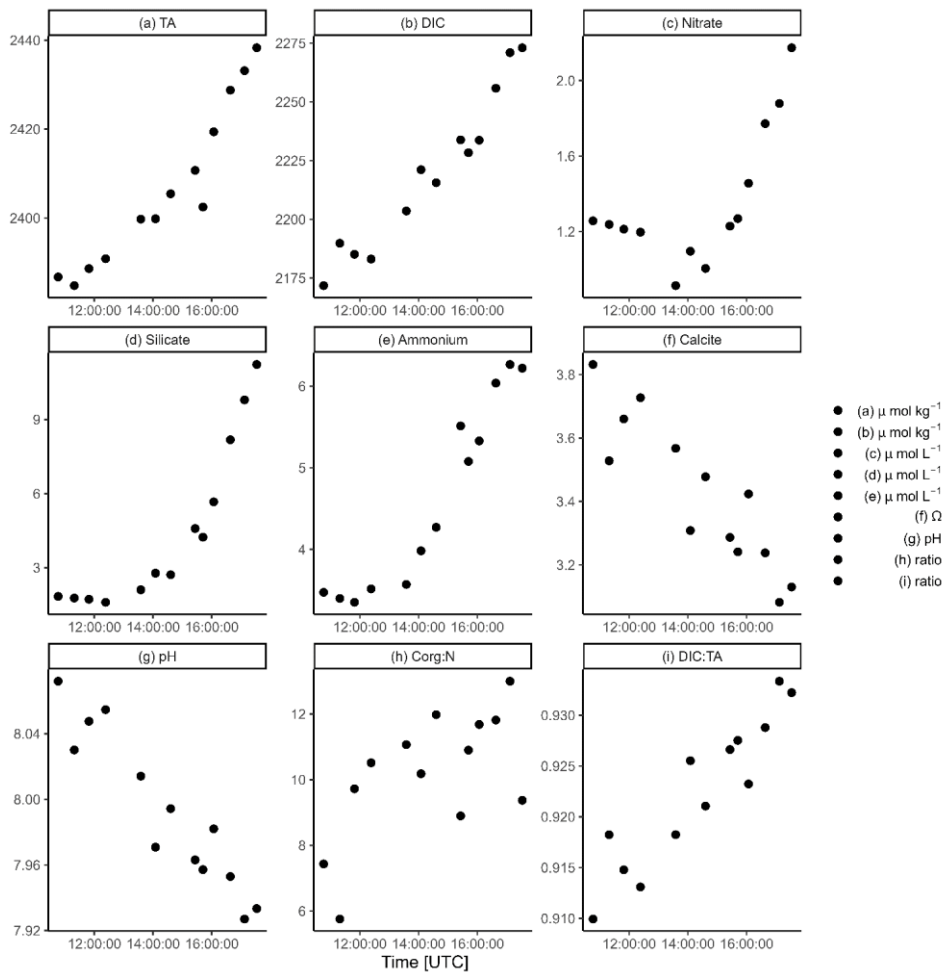 (a) TA
(b) DIC
(c) Nitrate
2440
2420
2400
2275
2250
2225
2200
2175
2.0
1.6
1.2
12:00:00 14:00:00 16:00:00
12:00:00 14:00:00 16:00:00
12:00:00 14:00:00 16:00:00
(d) Silicate
(e) Ammonium
(f) Calcite
9
6
3
6
5
4
3.8
3.6
3.4
3.2
12:00:00 14:00:00 16:00:00
12:00:00 14:00:00 16:00:00
12:00:00 14:00:00 16:00:00
(g) pH
(h) Corg:N
(i) DIC:TA
8.04
8.00
7.96
7.92
12
10
8
6
0.930
0.925
0.920
0.915
0.910
12:00:00 14:00:00 16:00:00
12:00:00 14:00:00 16:00:00
12:00:00 14:00:00 16:00:00
Time [UTC]
(a) μ mol kg⁻¹
(b) μ mol kg⁻¹
(c) μ mol L⁻¹
(d) μ mol L⁻¹
(e) μ mol L⁻¹
(f) Ω
(g) pH
(h) ratio
(i) ratio